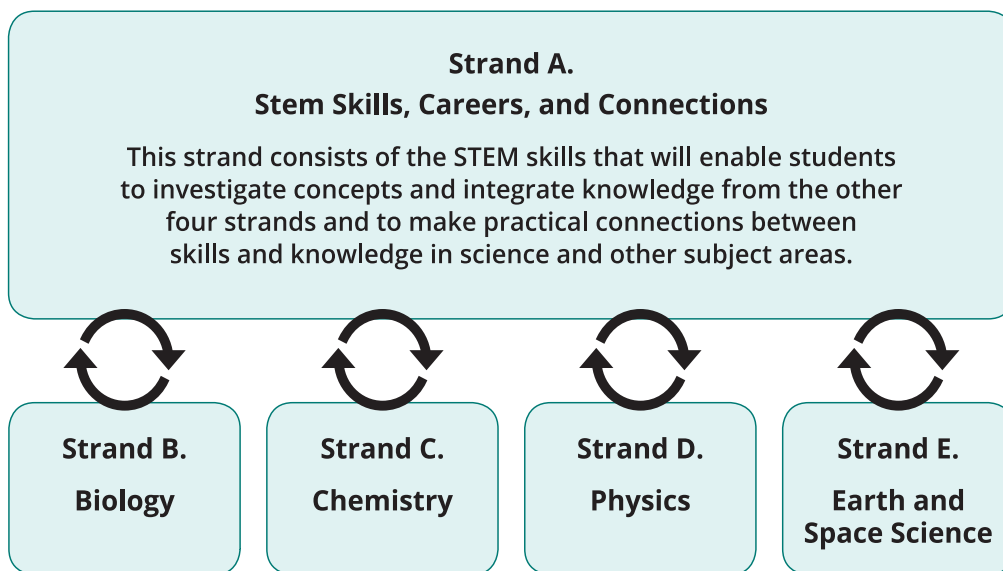 Strand A.
Stem Skills, Careers, and Connections
This strand consists of the STEM skills that will enable students
to investigate concepts and integrate knowledge from the other
four strands and to make practical connections between
skills and knowledge in science and other subject areas.
Strand B.
Biology
Strand C.
Chemistry
Strand D.
Physics
Strand E.
Earth and
Space Science